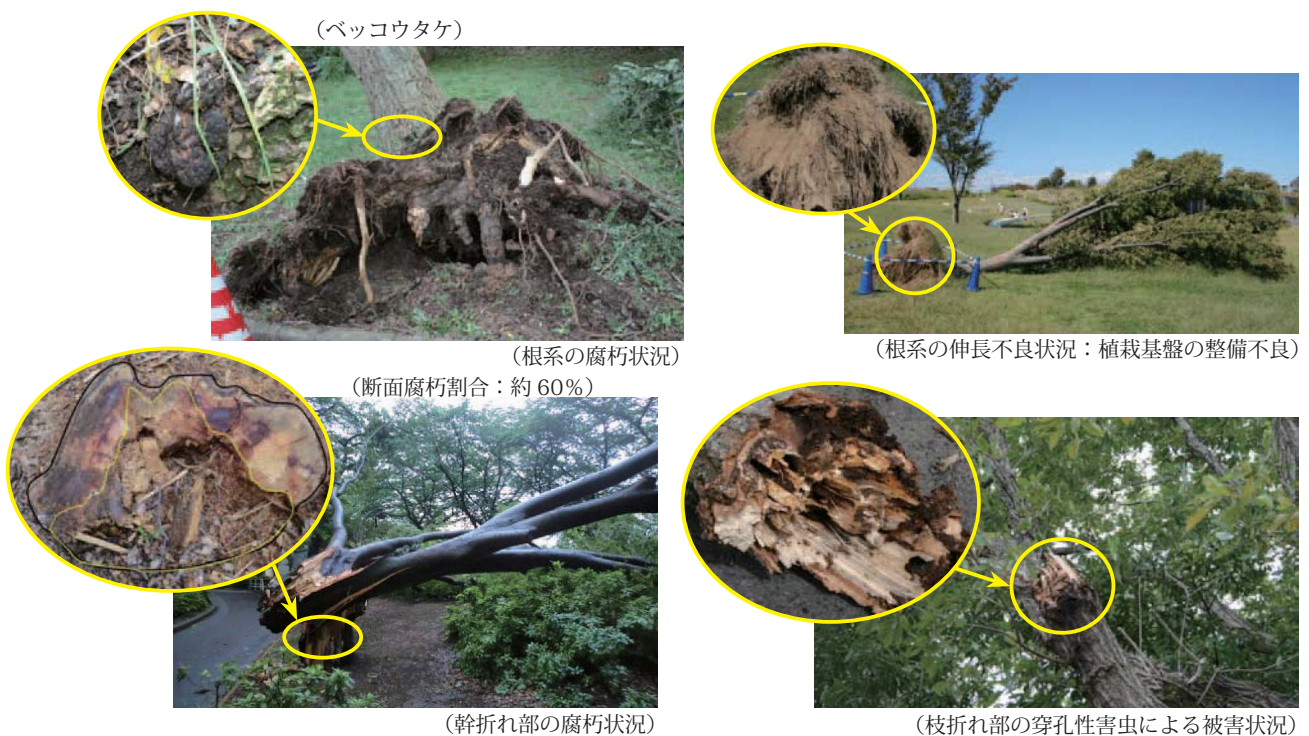 (ベッコウタケ)
(根系の腐朽状況)
(根系の伸長不良状況：植栽基盤の整備不良)
(断面腐朽割合：約 60%)
(幹折れ部の腐朽状況)
(枝折れ部の穿孔性害虫による被害状況)